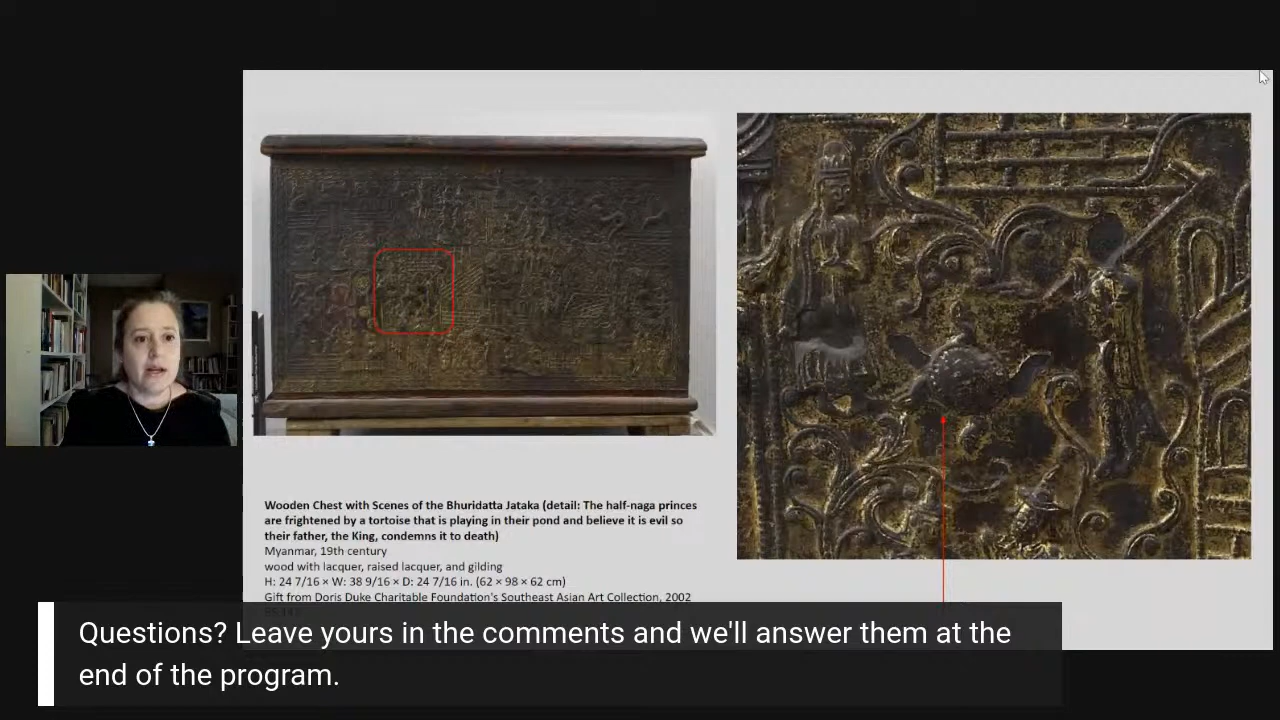 Wooden Chest with Scenes of the Bhuridatta Jataka (detail: The half-naga princes
are frightened by a tortoise that is playing in their pond and believe it is evil so
their father, the King, condemns it to death)
Myanmar, 19th century
wood with lacquer, raised lacquer, and gilding
H: 24 7/16 × W: 38 9/16 × D: 24 7/16 in. (62 × 98 × 62 cm)
Gift from Doris Duke Charitable Foundation's Southeast Asian Art Collection, 2002
Questions? Leave yours in the comments and we'll answer them at the
end of the program.